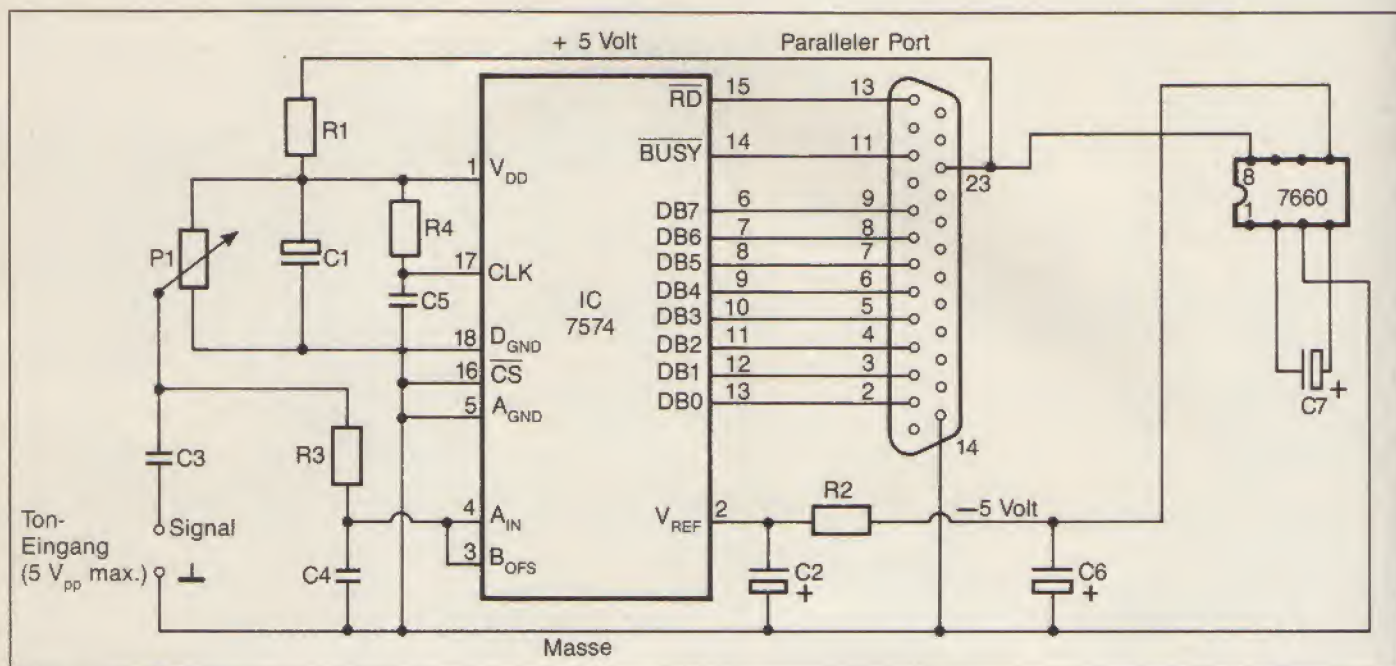 + 5 Volt
Paralleler Port
R1
P1
C1
R4
C5
C3
R3
C4
Ton-
Eingang
(5 Vpp max.)
Signal
1 VDD
17 CLK
18 DGND
16 CS
5 AGND
4 AIN
3 BOFS
IC
7574
RD 15 13
BUSY 14 11
DB7 6 9
DB6 7 8
DB5 8 7
DB4 9 6
DB3 10 5
DB2 11 4
DB1 12 3
DB0 13 2
VREF 2
23
14
R2
—5 Volt
C2 +
C6 +
8
1
7660
C7 +
Masse